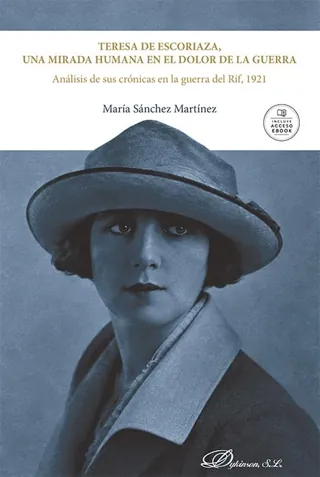 TERESA DE ESCORIAZA,
UNA MIRADA HUMANA EN EL DOLOR DE LA GUERRA
Análisis de sus crónicas en la guerra del Rif, 1921
María Sánchez Martínez
INCLUYE
ACCESO
EBOOK
Dykinson, S.L.